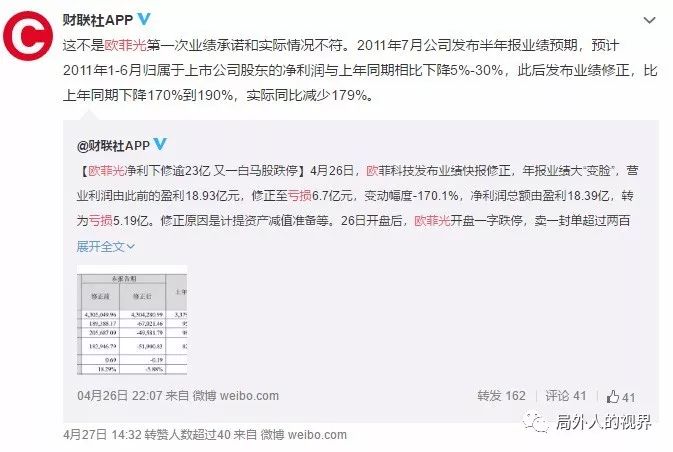 财联社APP
这不是欧菲光第一次业绩承诺和实际情况不符。2011年7月公司发布半年报业绩预期，预计
2011年1-6月归属于上市公司股东的净利润与上年同期相比下降5%-30%，此后发布业绩修正，比
上年同期下降170%到190%，实际同比减少179%。
@财联社APP
【欧菲光净利下修逾23亿 又一白马股跌停】4月26日，欧菲科技发布业绩快报修正，年报业绩大“变脸”，营
业利润由此前的盈利18.93亿元，修正至亏损6.7亿元，变动幅度-170.1%，净利润总额由盈利18.39亿，转
为亏损5.19亿。修正原因是计提资产减值准备等。26日开盘后，欧菲光开盘一字跌停，卖一封单超过两百
展开全文
本报告期
修正前 修正后 上年
4,305,049.96 4,304,280.99
189,388.17 -67,021.46
205,687.09 -49,581.79
182,946.79 -51,900.83
0.69 -0.19
18.29% -5.88%
04月26日 22:07 来自 微博 weibo.com
转发 162 评论 41 41
4月27日 14:32 转赞人数超过40 来自 微博 weibo.com
局外人的视界